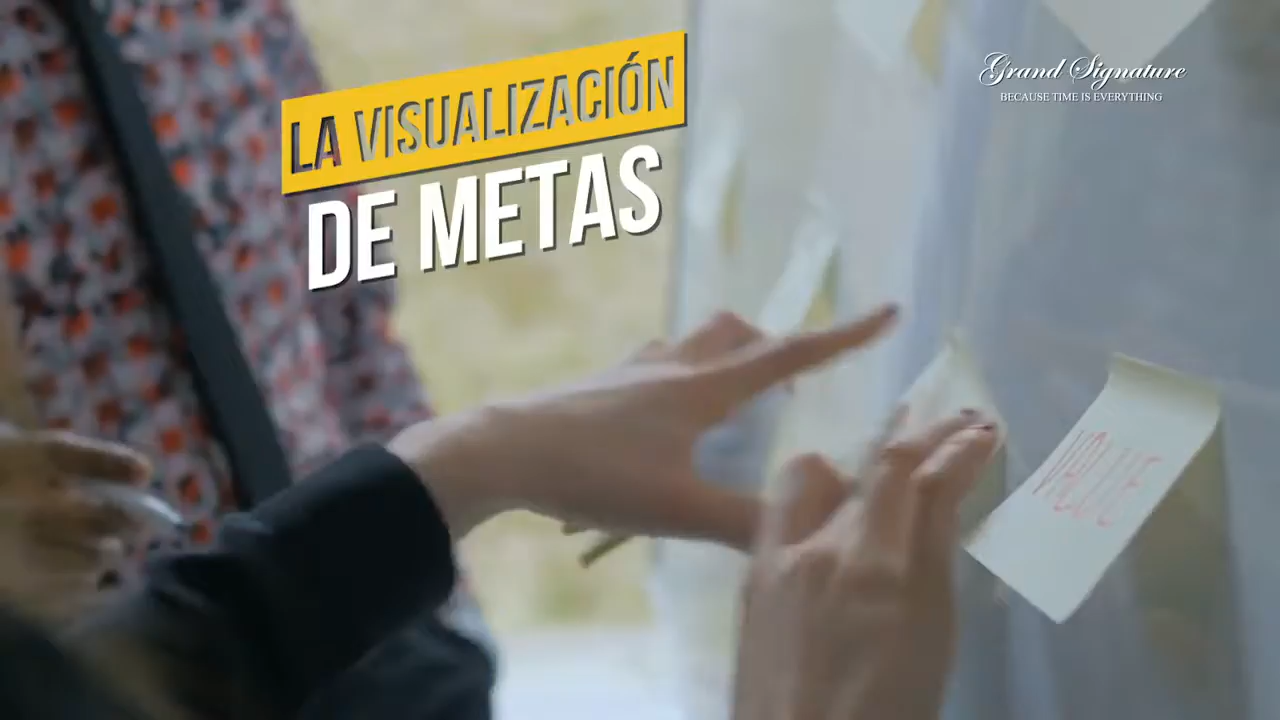 LA VISUALIZACIÓN
DE METAS
Grand Signature
BECAUSE TIME IS EVERYTHING
VALUE